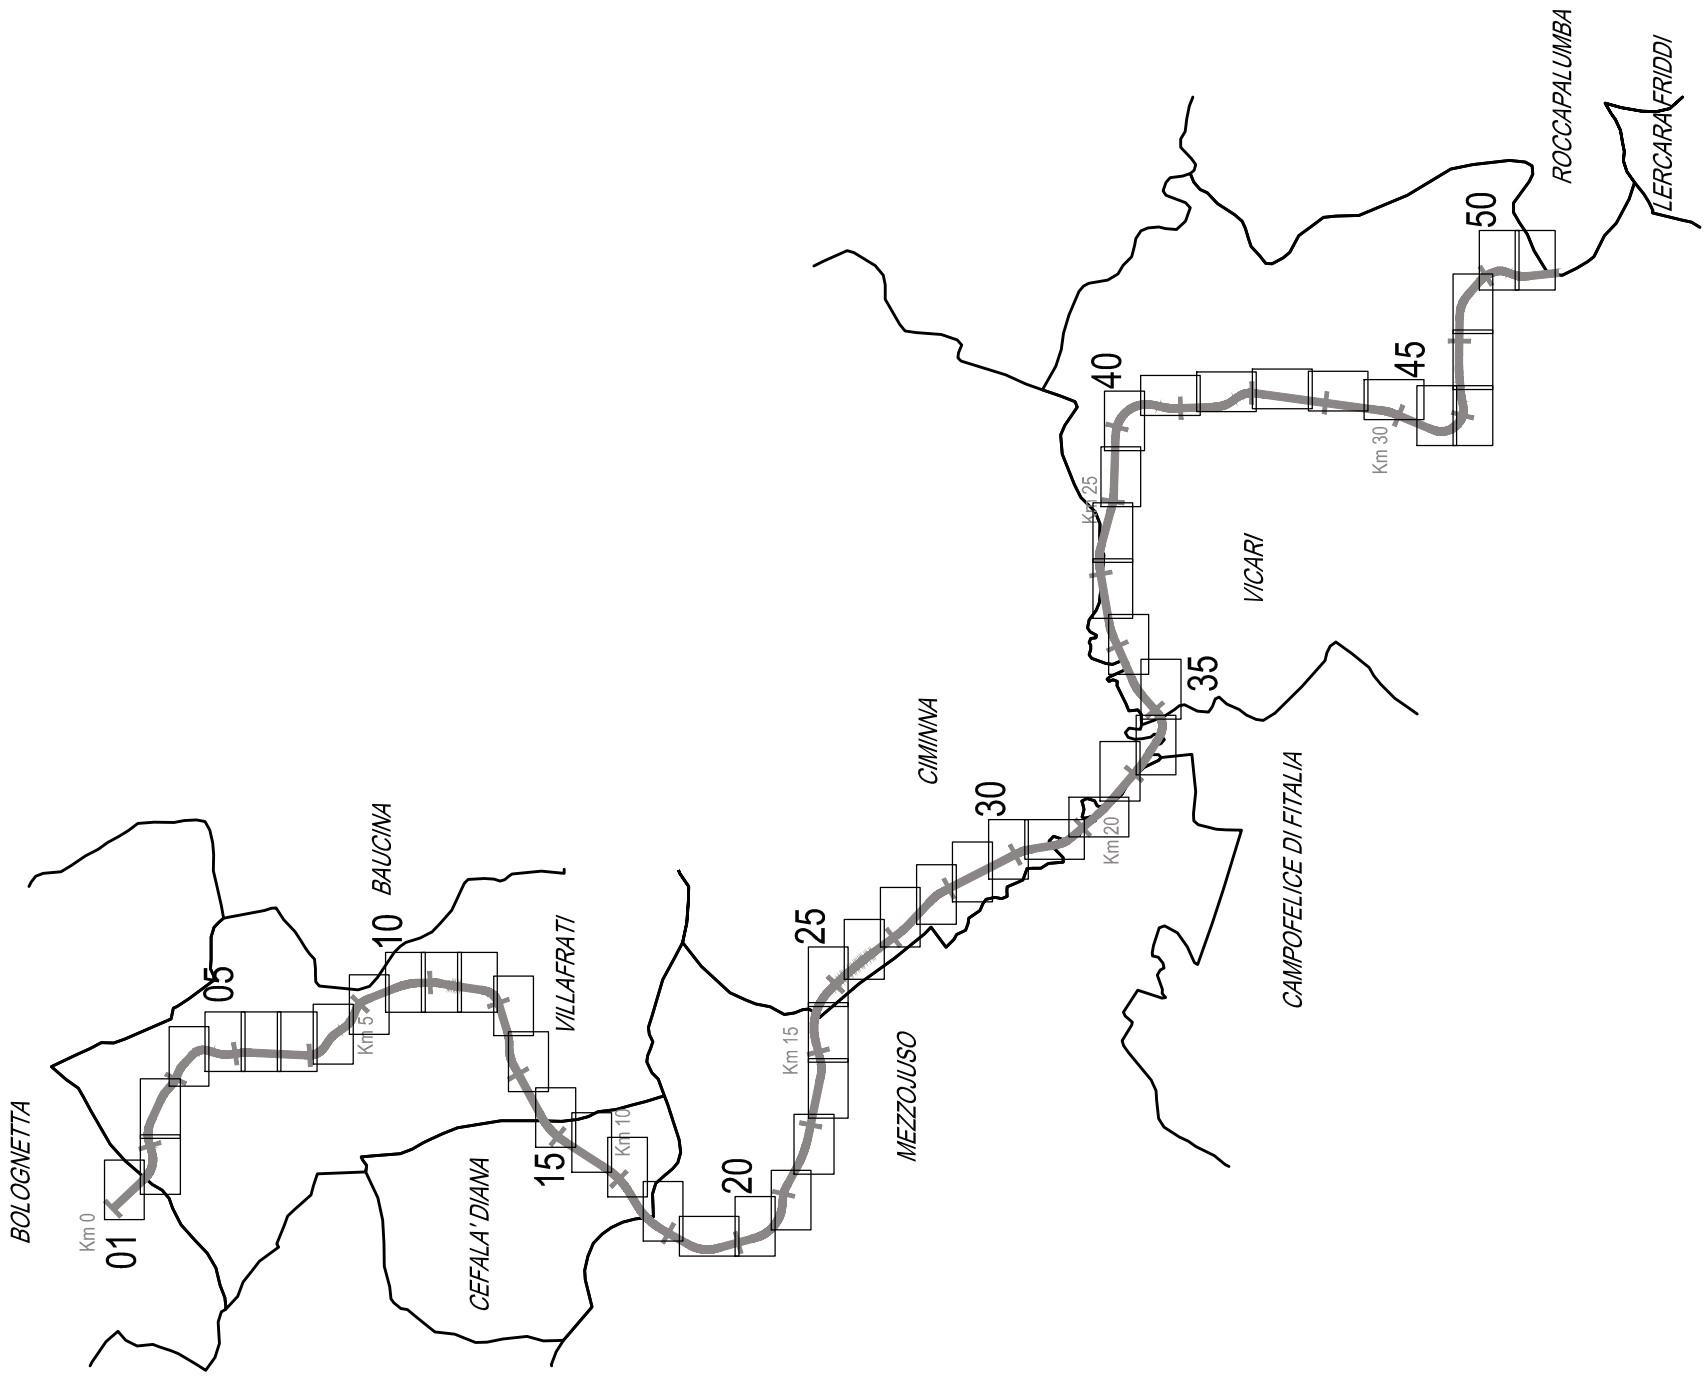 BOLOGNETTA
Km 0
01
05
BAUCINA
Km 5
10
VILLAFRATI
CEFALA' DIANA
15
Km 10
20
Km 15
25
MEZZOJUSO
CIMINNA
30
Km 20
CAMPOFELICE DI FITALIA
35
VICARI
Km 25
40
Km 30
45
50
ROCCAPALUMBA
LERCARA FRIDDI